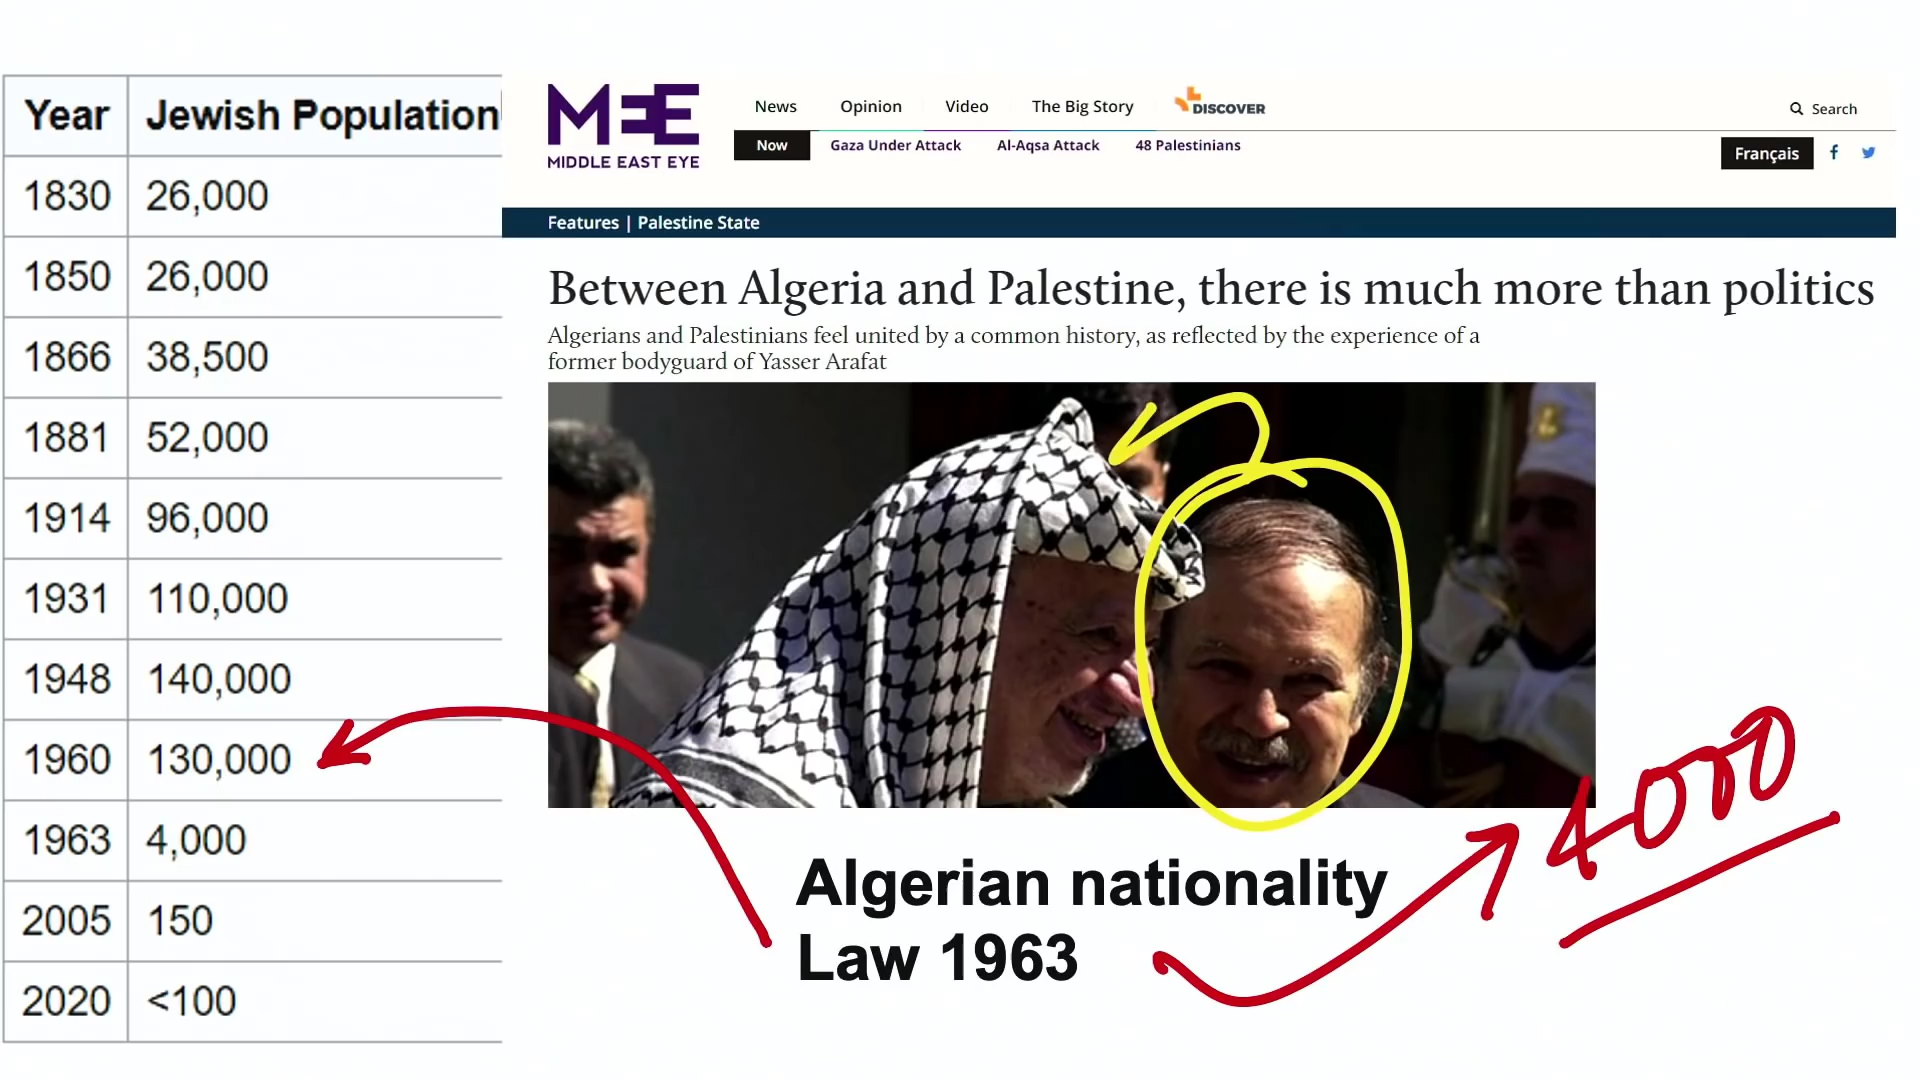 Year Jewish Population
1830 26,000
1850 26,000
1866 38,500
1881 52,000
1914 96,000
1931 110,000
1948 140,000
1960 130,000
1963 4,000
2005 150
2020 <100
MEE
MIDDLE EAST EYE
News Opinion Video The Big Story DISCOVER Search
Now Gaza Under Attack Al-Aqsa Attack 48 Palestinians
Français
Features | Palestine State
Between Algeria and Palestine, there is much more than politics
Algerians and Palestinians feel united by a common history, as reflected by the experience of a
former bodyguard of Yasser Arafat
Algerian nationality
Law 1963
4000